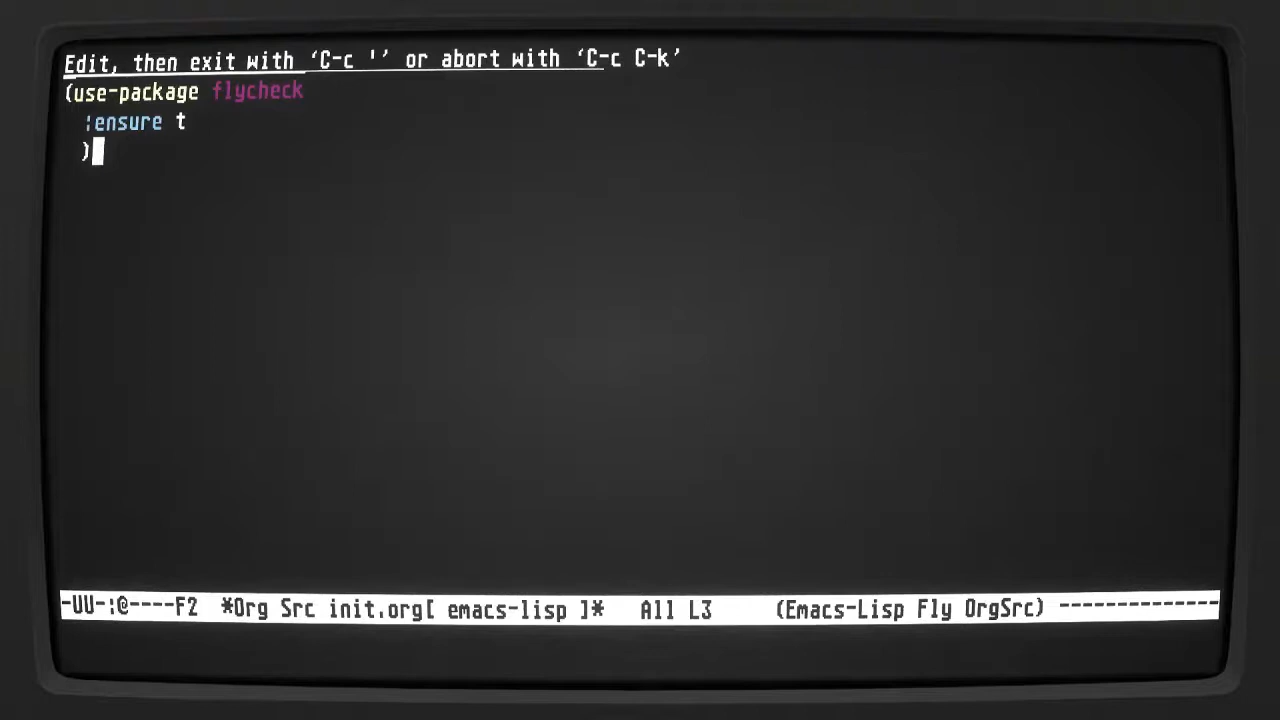 Edit, then exit with ‘C-c '’ or abort with ‘C-c C-k’
(use-package flycheck
  :ensure t
  )
-UU-:@----F2  *Org Src init.org[ emacs-lisp ]*   All L3     (Emacs-Lisp Fly OrgSrc) --------------